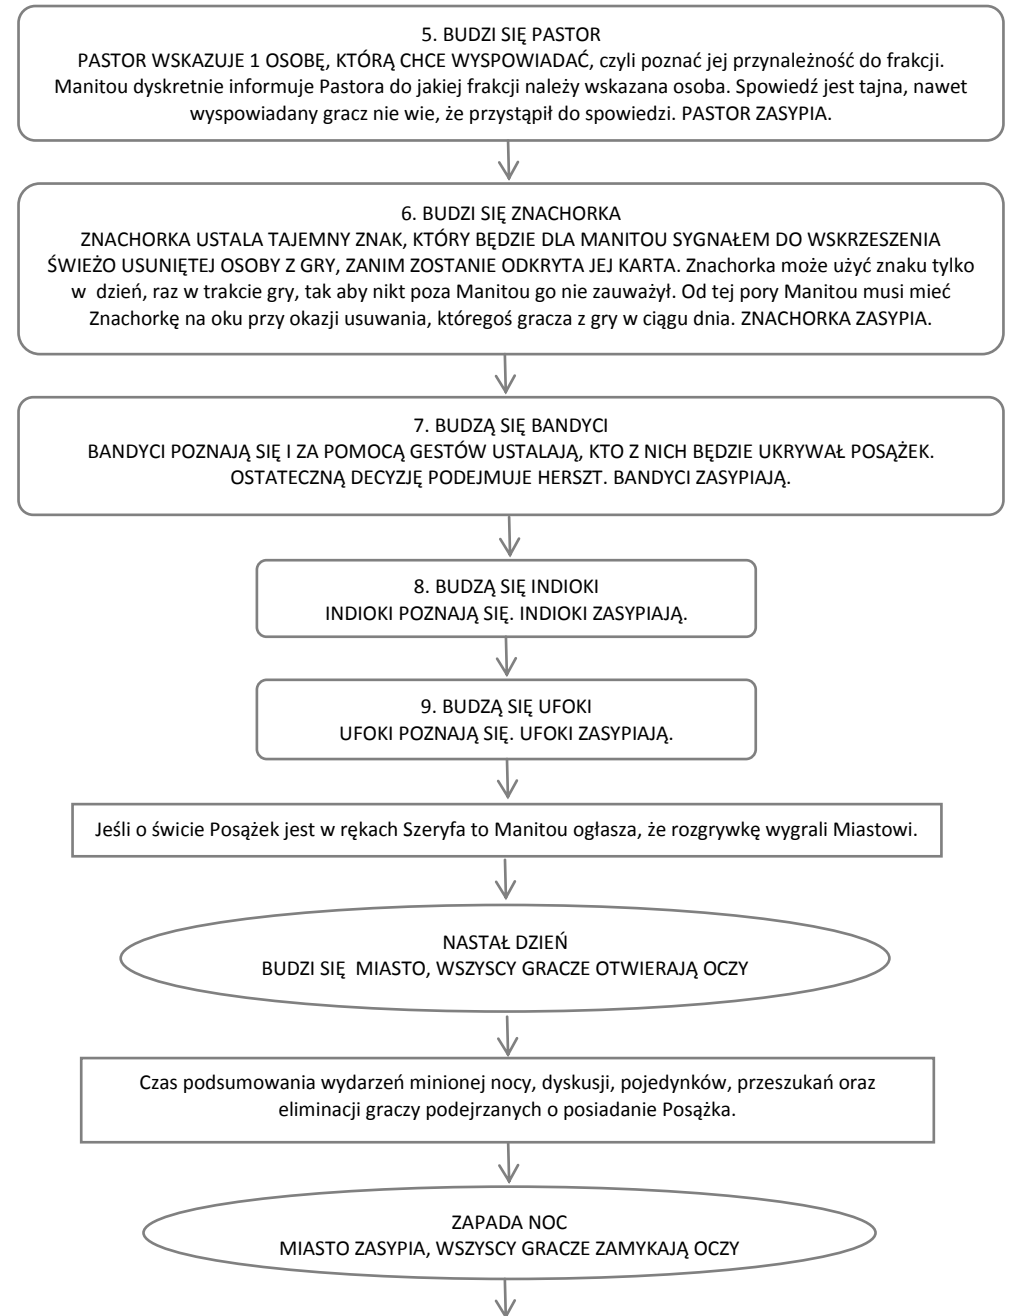 5. BUDZI SIĘ PASTOR
PASTOR WSKAZUJE 1 OSOBĘ, KTÓRĄ CHCE WYSPOWIADAĆ, czyli poznać jej przynależność do frakcji.
Manitou dyskretnie informuje Pastora do jakiej frakcji należy wskazana osoba. Spowiedź jest tajna, nawet
wyspowiadany gracz nie wie, że przystąpił do spowiedzi. PASTOR ZASYPIA.
6. BUDZI SIĘ ZNACHORKA
ZNACHORKA USTALA TAJEMNY ZNAK, KTÓRY BĘDZIE DLA MANITOU SYGNAŁEM DO WSKRZESZENIA
ŚWIEŻO USUNIĘTEJ OSOBY Z GRY, ZANIM ZOSTANIE ODKRYTA JEJ KARTA. Znachorka może użyć znaku tylko
w dzień, raz w trakcie gry, tak aby nikt poza Manitou go nie zauważył. Od tej pory Manitou musi mieć
Znachorkę na oku przy okazji usuwania, któregoś gracza z gry w ciągu dnia. ZNACHORKA ZASYPIA.
7. BUDZĄ SIĘ BANDYCI
BANDYCI POZNAJĄ SIĘ I ZA POMOCĄ GESTÓW USTALAJĄ, KTO Z NICH BĘDZIE UKRYWAŁ POSĄŻEK.
OSTATECZNĄ DECYZJĘ PODEJMUJE HERSZT. BANDYCI ZASYPIAJĄ.
8. BUDZĄ SIĘ INDIOKI
INDIOKI POZNAJĄ SIĘ. INDIOKI ZASYPIAJĄ.
9. BUDZĄ SIĘ UFOKI
UFOKI POZNAJĄ SIĘ. UFOKI ZASYPIAJĄ.
Jeśli o świcie Posążek jest w rękach Szeryfa to Manitou ogłasza, że rozgrywkę wygrali Miastowi.
NASTAŁ DZIEŃ
BUDZI SIĘ MIASTO, WSZYSCY GRACZE OTWIERAJĄ OCZY
Czas podsumowania wydarzeń minionej nocy, dyskusji, pojedynków, przeszukań oraz
eliminacji graczy podejrzanych o posiadanie Posążka.
ZAPADA NOC
MIASTO ZASYPIA, WSZYSCY GRACZE ZAMYKAJĄ OCZY